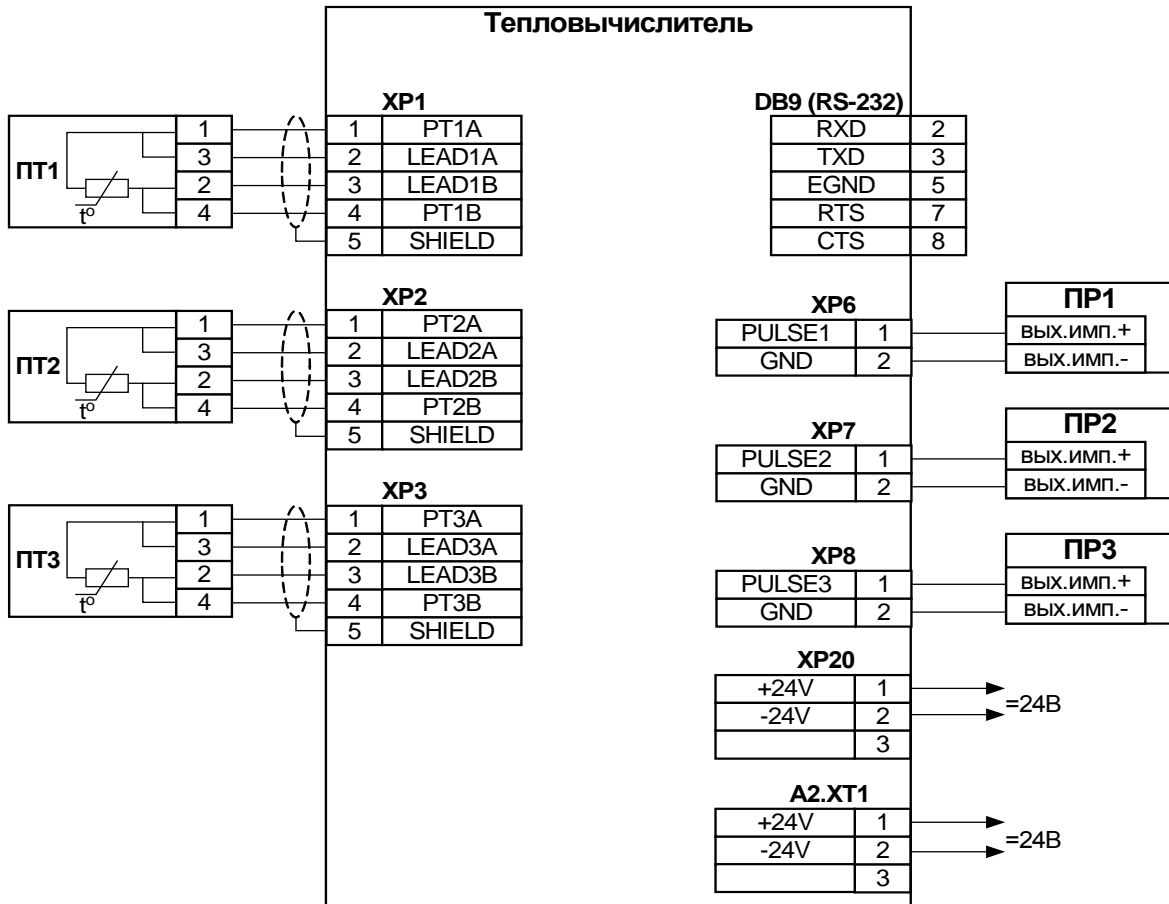 Тепловычислитель
XP1
ПТ1
1 1 PT1A
3 2 LEAD1A
2 3 LEAD1B
4 4 PT1B
5 SHIELD
t°
XP2
ПТ2
1 1 PT2A
3 2 LEAD2A
2 3 LEAD2B
4 4 PT2B
5 SHIELD
t°
XP3
ПТ3
1 1 PT3A
3 2 LEAD3A
2 3 LEAD3B
4 4 PT3B
5 SHIELD
t°
DB9 (RS-232)
RXD 2
TXD 3
EGND 5
RTS 7
CTS 8
XP6
PULSE1 1
GND 2
ПР1
вых.имп.+
вых.имп.-
XP7
PULSE2 1
GND 2
ПР2
вых.имп.+
вых.имп.-
XP8
PULSE3 1
GND 2
ПР3
вых.имп.+
вых.имп.-
XP20
+24V 1
-24V 2
3
=24В
A2.XT1
+24V 1
-24V 2
3
=24В